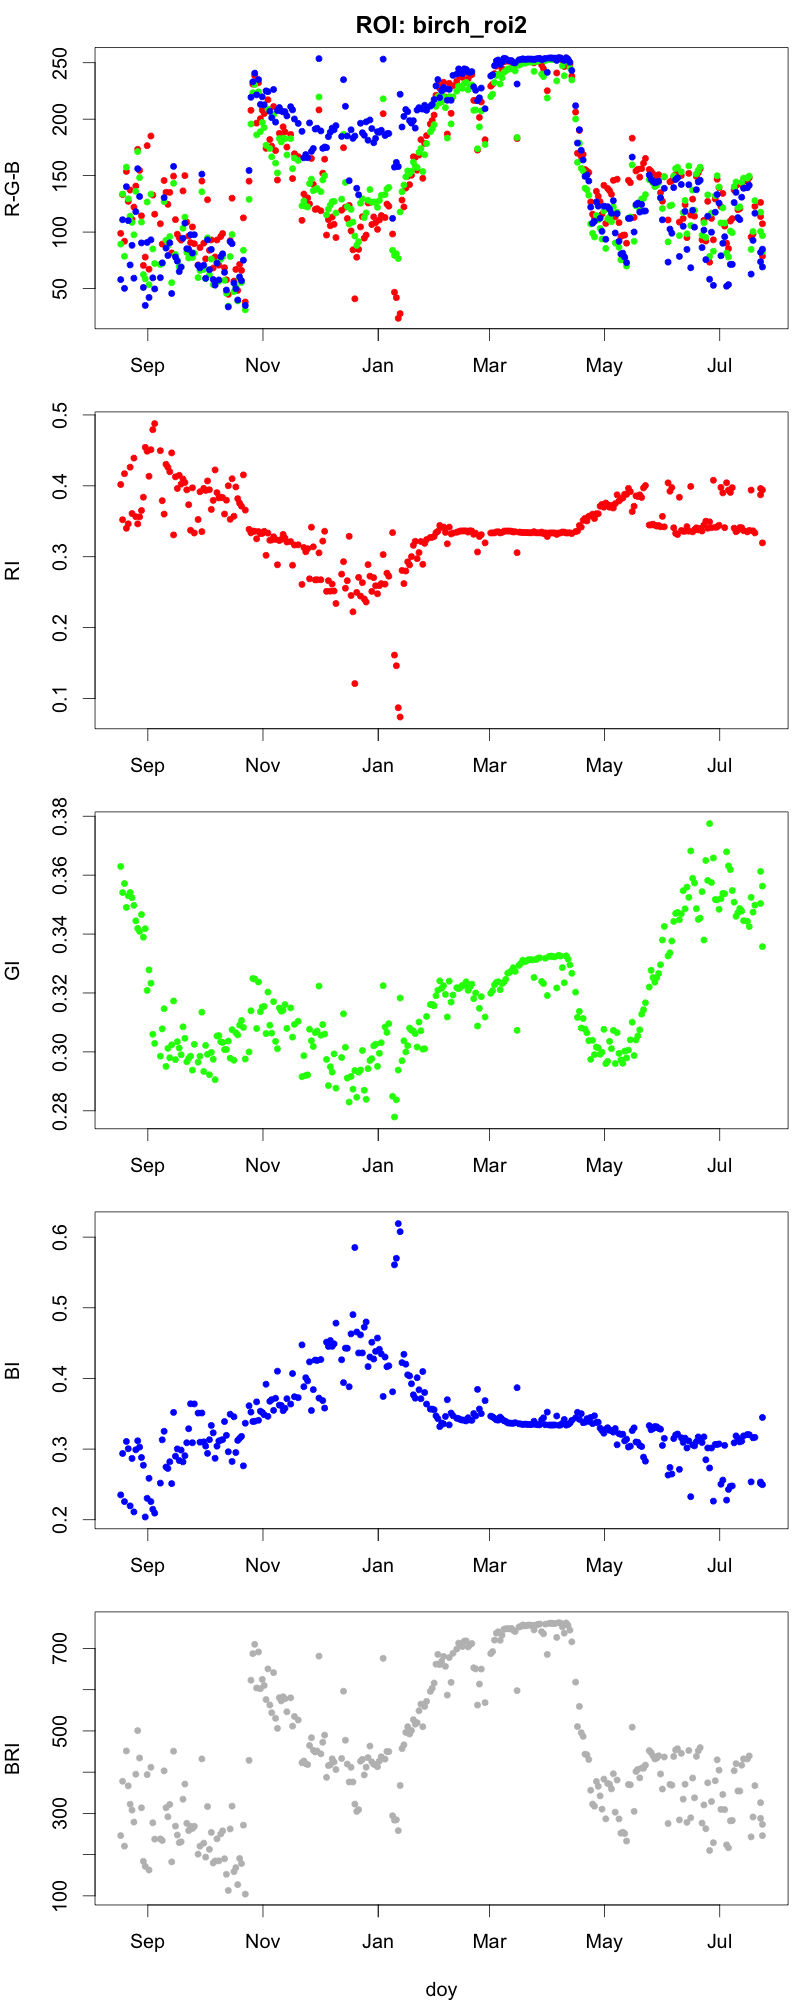 ROI: birch_roi2
R-G-B
250
200
150
100
50
Sep Nov Jan Mar May Jul
RI
0.5
0.4
0.3
0.2
0.1
Sep Nov Jan Mar May Jul
GI
0.38
0.36
0.34
0.32
0.30
0.28
Sep Nov Jan Mar May Jul
BI
0.6
0.5
0.4
0.3
0.2
Sep Nov Jan Mar May Jul
BRI
700
500
300
100
Sep Nov Jan Mar May Jul
doy